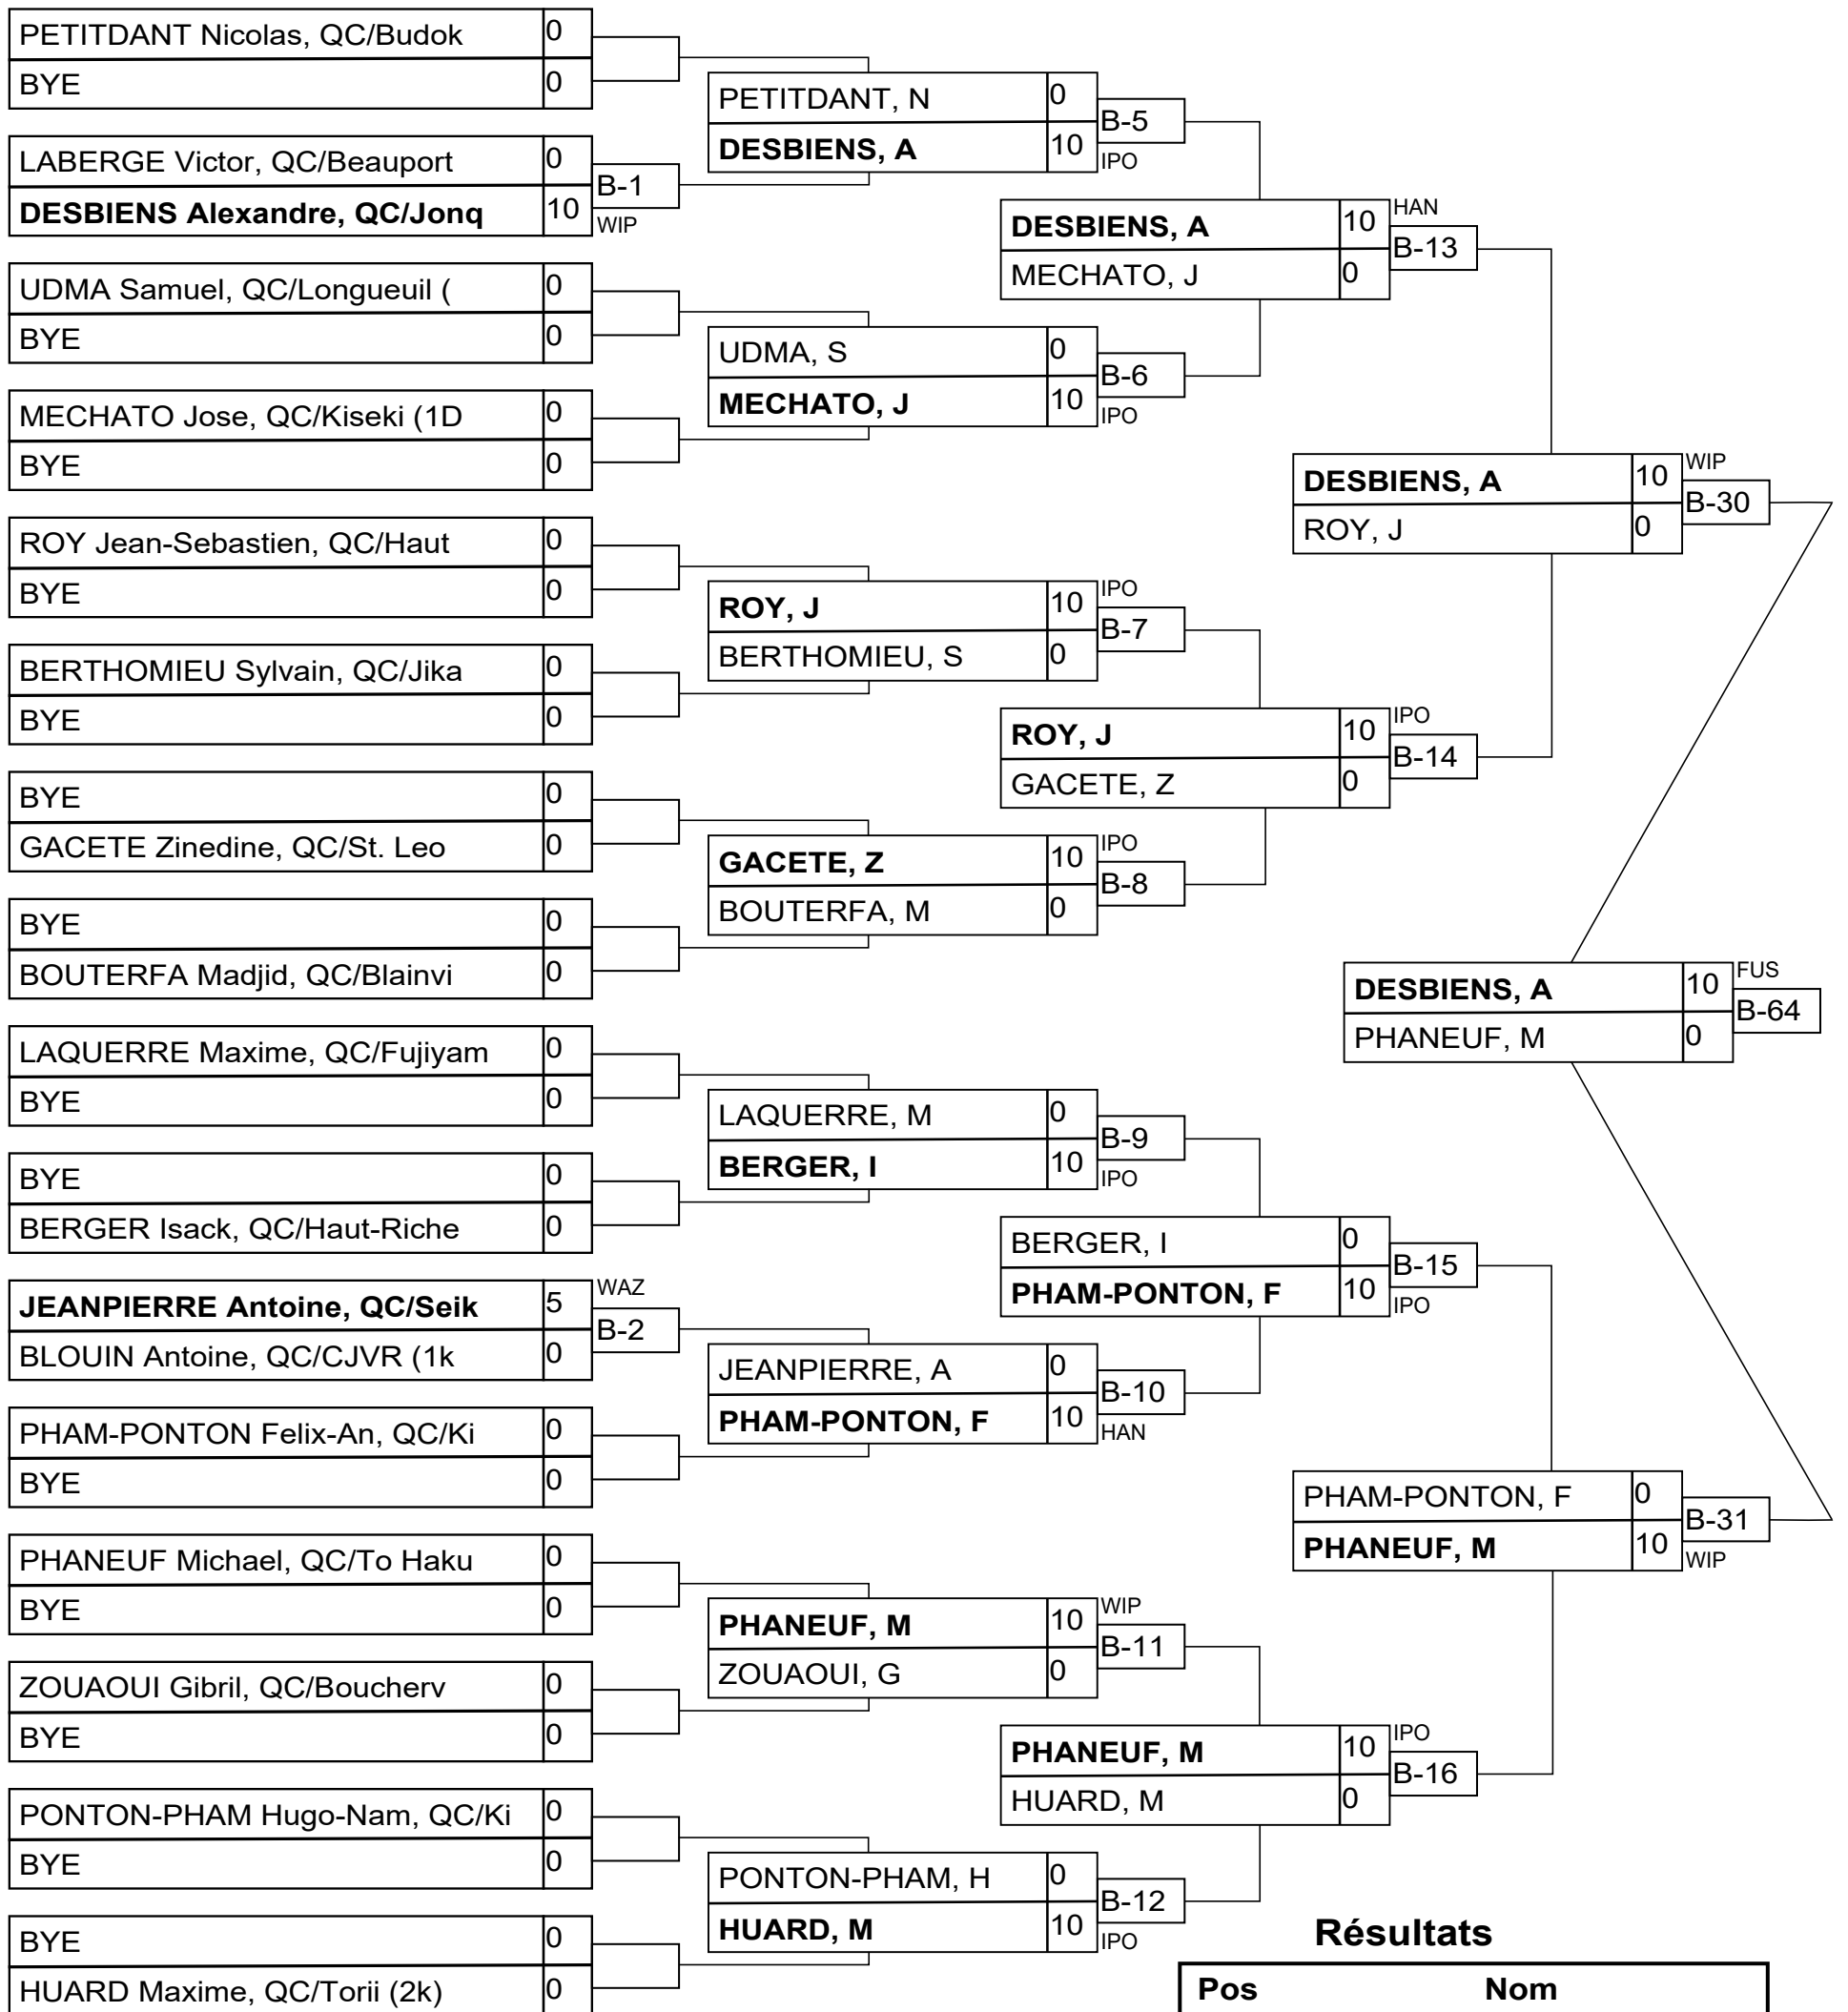 PETITDANT Nicolas, QC/Budok 0
BYE 0
LABERGE Victor, QC/Beauport 0
DESBIENS Alexandre, QC/Jonq 10
B-1
WIP
UDMA Samuel, QC/Longueuil ( 0
BYE 0
MECHATO Jose, QC/Kiseki (1D 0
BYE 0
ROY Jean-Sebastien, QC/Haut 0
BYE 0
BERTHOMIEU Sylvain, QC/Jika 0
BYE 0
BYE 0
GACETE Zinedine, QC/St. Leo 0
BYE 0
BOUTERFA Madjid, QC/Blainvi 0
LAQUERRE Maxime, QC/Fujiyam 0
BYE 0
BYE 0
BERGER Isack, QC/Haut-Riche 0
JEANPIERRE Antoine, QC/Seik 5
WAZ
B-2
BLOUIN Antoine, QC/CJVR (1k 0
PHAM-PONTON Felix-An, QC/Ki 0
BYE 0
PHANEUF Michael, QC/To Haku 0
BYE 0
ZOUAOUI Gibril, QC/Boucherv 0
BYE 0
PONTON-PHAM Hugo-Nam, QC/Ki 0
BYE 0
BYE 0
HUARD Maxime, QC/Torii (2k) 0
PETITDANT, N 0
B-5
DESBIENS, A 10
IPO
UDMA, S 0
B-6
MECHATO, J 10
IPO
ROY, J 10
IPO
B-7
BERTHOMIEU, S 0
GACETE, Z 10
IPO
B-8
BOUTERFA, M 0
LAQUERRE, M 0
B-9
BERGER, I 10
IPO
JEANPIERRE, A 0
B-10
PHAM-PONTON, F 10
HAN
PHANEUF, M 10
WIP
B-11
ZOUAOUI, G 0
PONTON-PHAM, H 0
B-12
HUARD, M 10
IPO
DESBIENS, A 10
HAN
B-13
MECHATO, J 0
ROY, J 10
IPO
B-14
GACETE, Z 0
BERGER, I 0
B-15
PHAM-PONTON, F 10
IPO
PHANEUF, M 10
IPO
B-16
HUARD, M 0
DESBIENS, A 10
WIP
B-30
ROY, J 0
PHAM-PONTON, F 0
B-31
PHANEUF, M 10
WIP
DESBIENS, A 10
FUS
B-64
PHANEUF, M 0
Résultats
Pos Nom